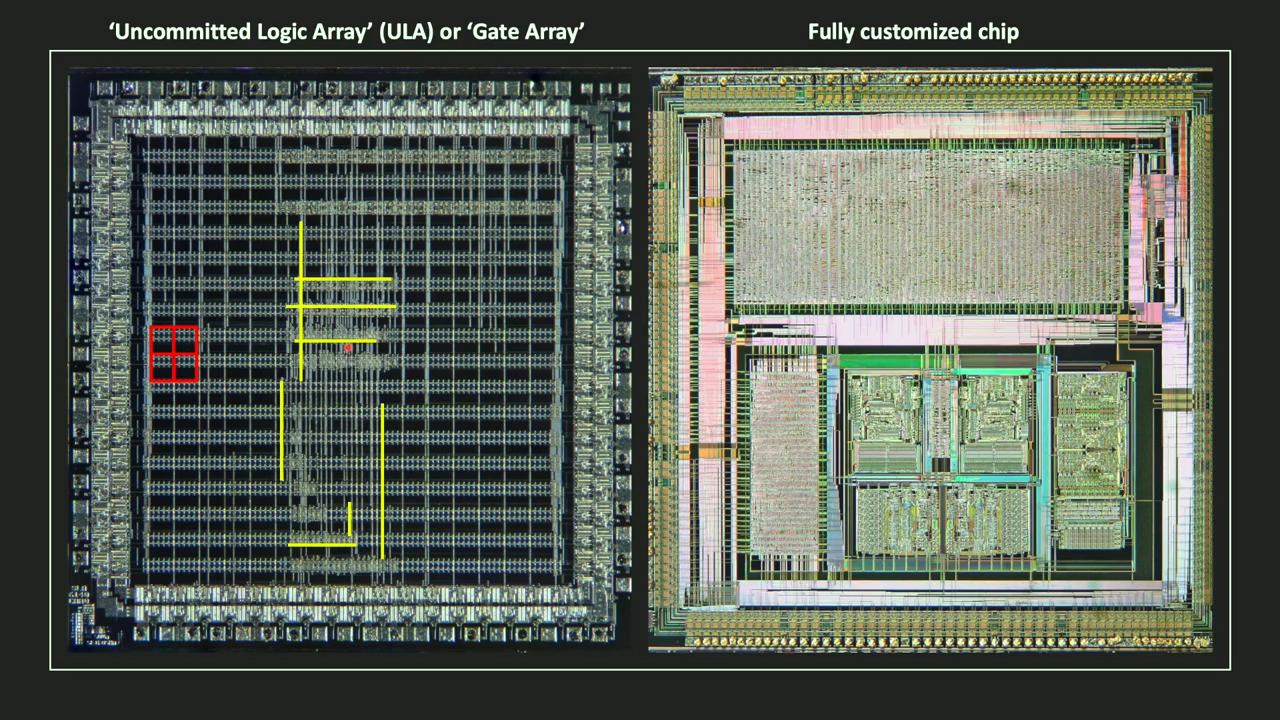 ‘Uncommitted Logic Array’ (ULA) or ‘Gate Array’
Fully customized chip